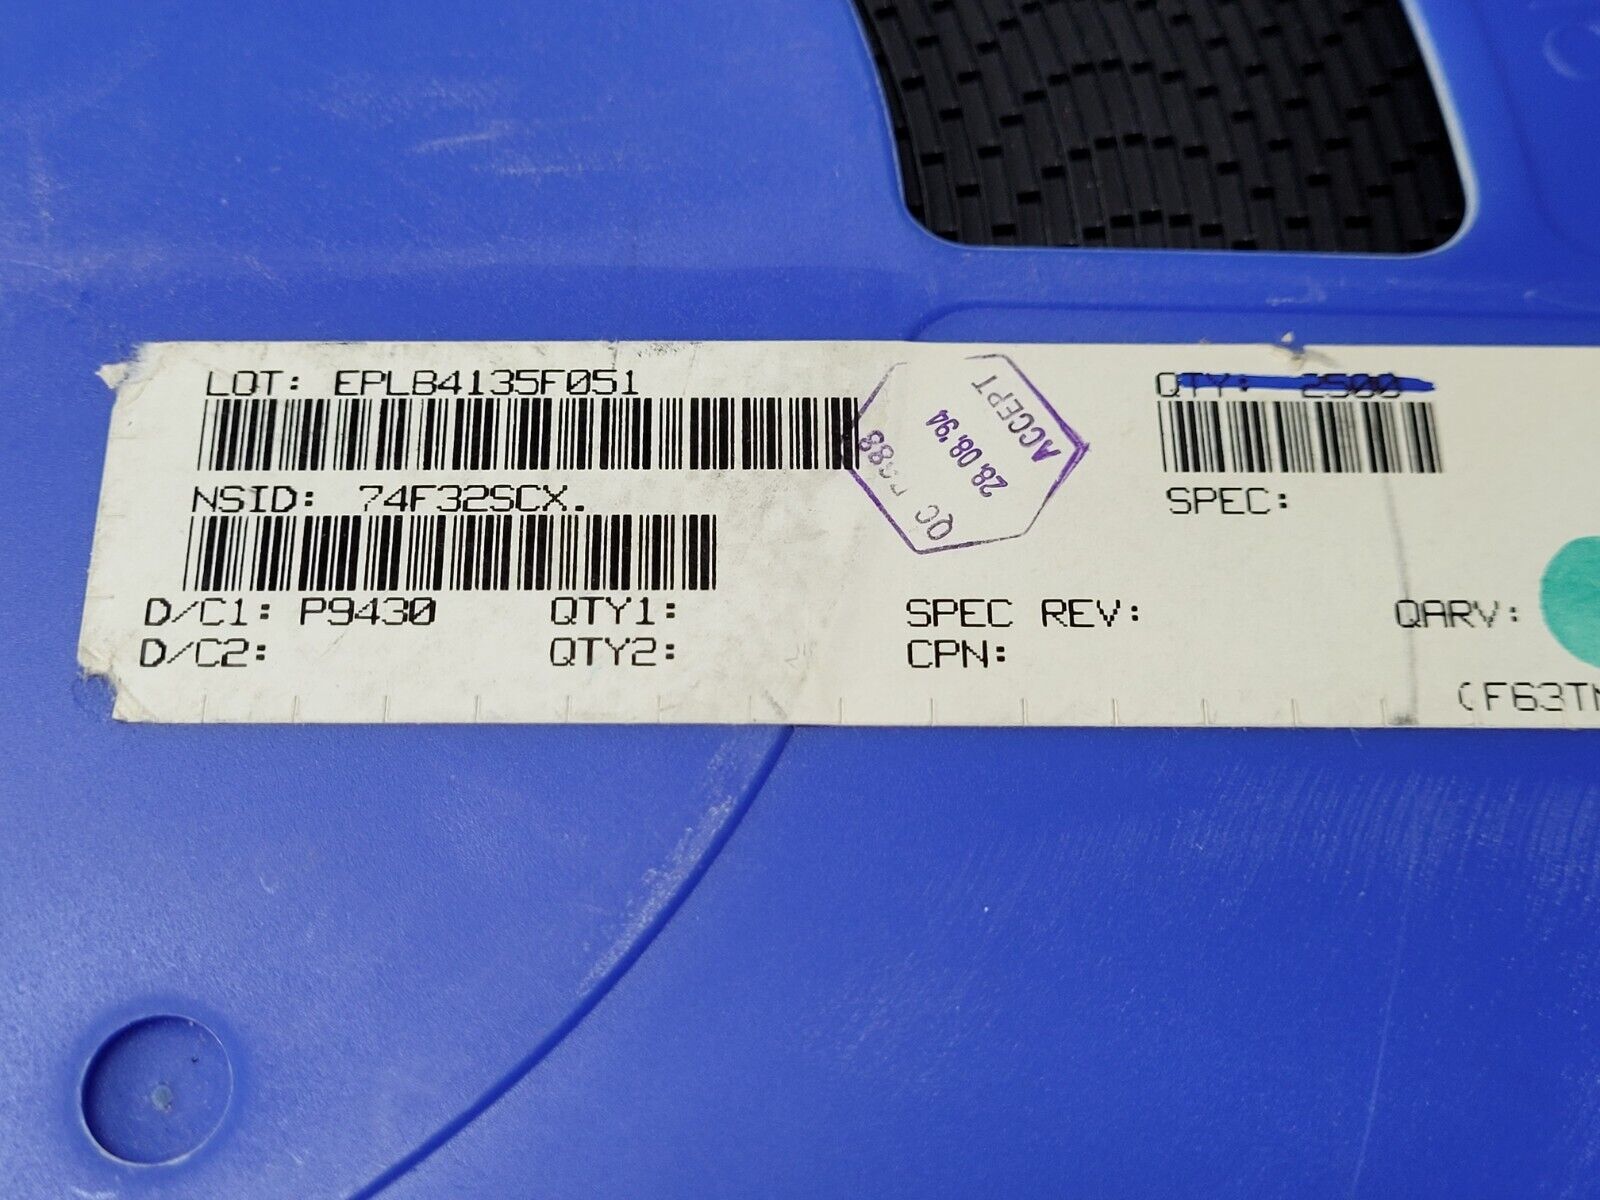 LOT: EPLB4135F051
QTY: 2500
NSID: 74F32SCX.
SPEC:
QC
ACCEPT
28.08.'94
D/C1: P9430 QTY1: SPEC REV: QARV:
D/C2: QTY2: CPN:
(F63T